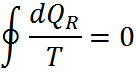 ∮ dQ_R / T = 0